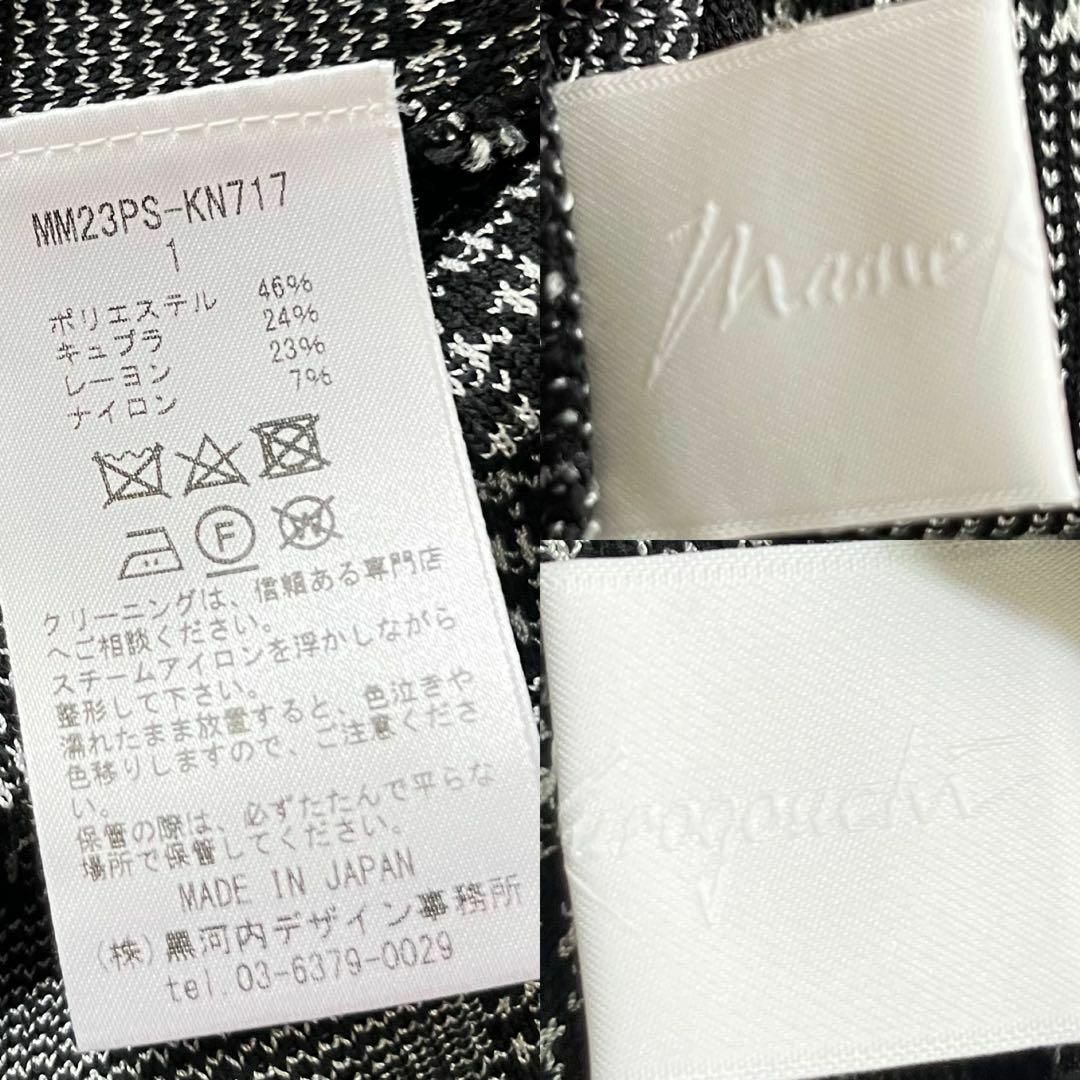 MM23PS-KN717
1
ポリエステル 46%
キュプラ 24%
レーヨン 23%
ナイロン 7%
F
W
クリーニングは、信頼ある専門店
へご相談ください。
スチームアイロンを浮かしながら
整形して下さい。
濡れたまま放置すると、色泣きや
色移りしますので、ご注意くださ
い。
保管の際は、必ずたたんで平らな
場所で保管してください。
MADE IN JAPAN
(株)黒河内デザイン事務所
tel.03-6379-0029
Mame K
Kurogouchi